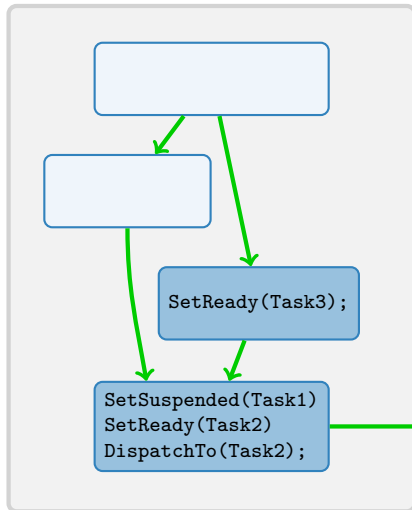 SetReady(Task3);
SetSuspended(Task1)
SetReady(Task2)
DispatchTo(Task2);